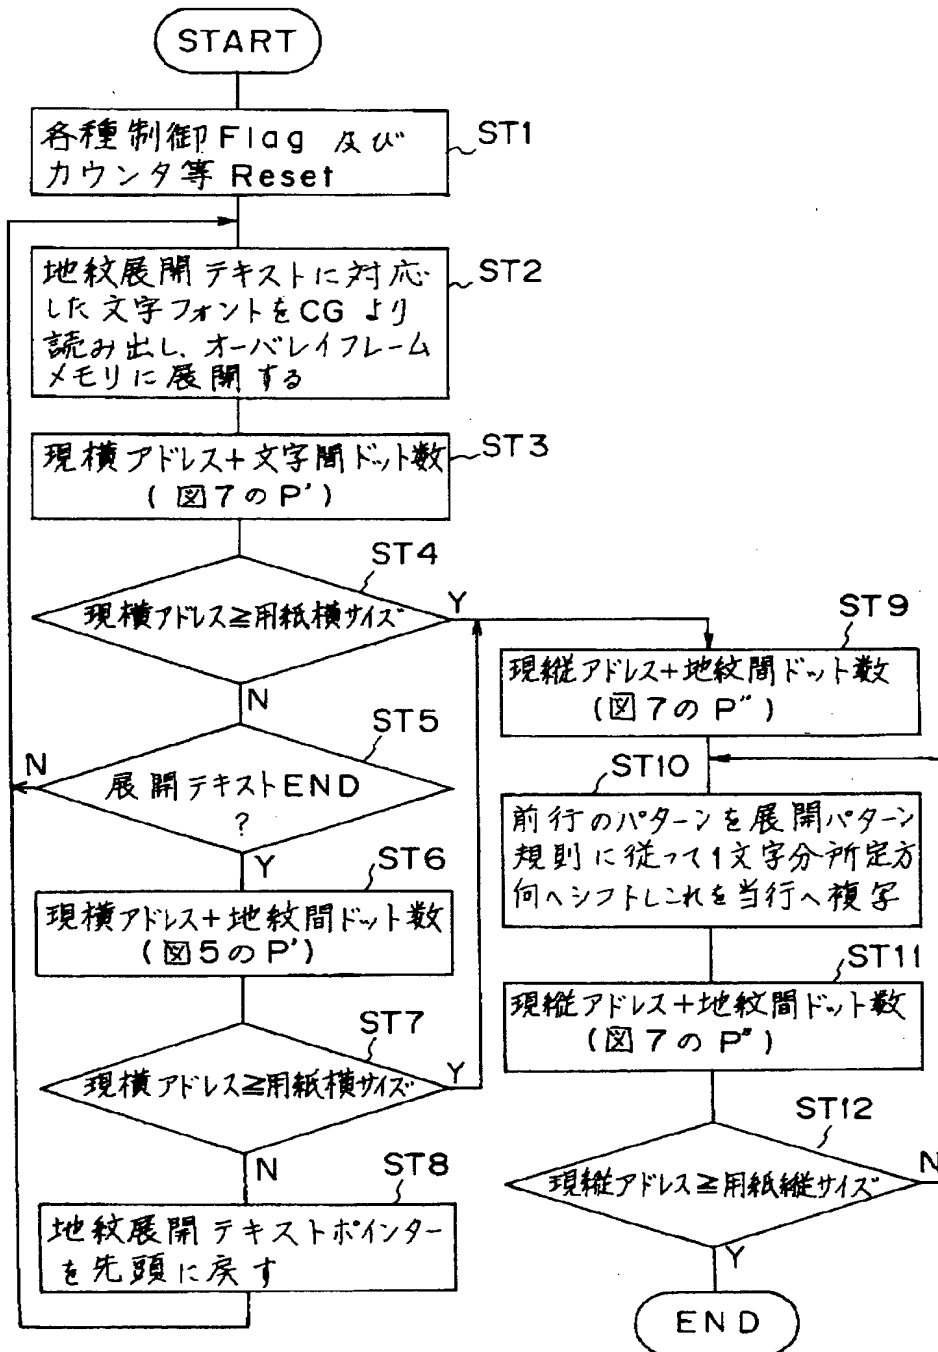 START
各種制御Flag 及び
カウンタ等 Reset
ST1
地紋展開テキストに対応
した文字フォントをCGより
読み出し、オーバレイフレーム
メモリに展開する
ST2
現横アドレス+文字間ドット数
(図7のP')
ST3
現横アドレス≧用紙横サイズ
ST4
Y
N
展開テキストEND
?
ST5
N
Y
現横アドレス+地紋間ドット数
(図5のP')
ST6
現横アドレス≧用紙横サイズ
ST7
Y
N
地紋展開テキストポインター
を先頭に戻す
ST8
現縦アドレス+地紋間ドット数
(図7のP")
ST9
前行のパターンを展開パターン
規則に従って1文字分所定方
向へシフトしこれを当行へ複写
ST10
現縦アドレス+地紋間ドット数
(図7のP")
ST11
現縦アドレス≧用紙縦サイズ
ST12
N
Y
END